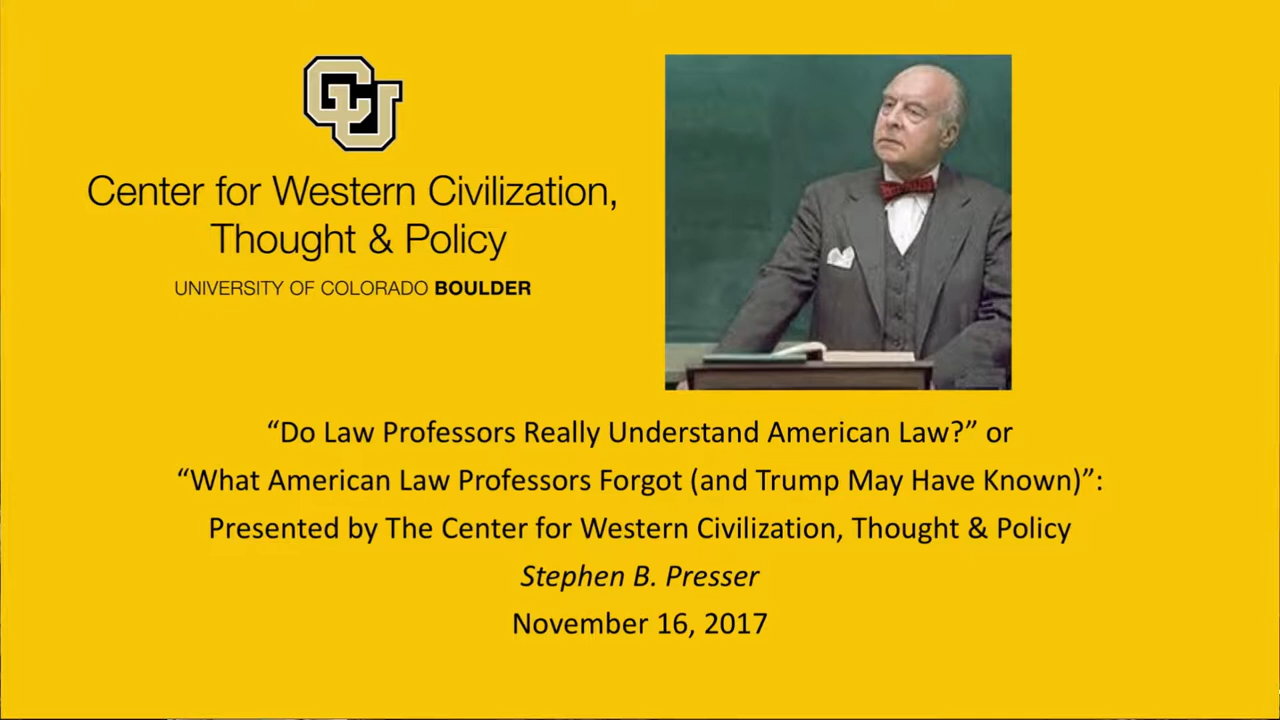 CU
Center for Western Civilization,
Thought & Policy
UNIVERSITY OF COLORADO BOULDER
“Do Law Professors Really Understand American Law?” or
“What American Law Professors Forgot (and Trump May Have Known)”:
Presented by The Center for Western Civilization, Thought & Policy
Stephen B. Presser
November 16, 2017